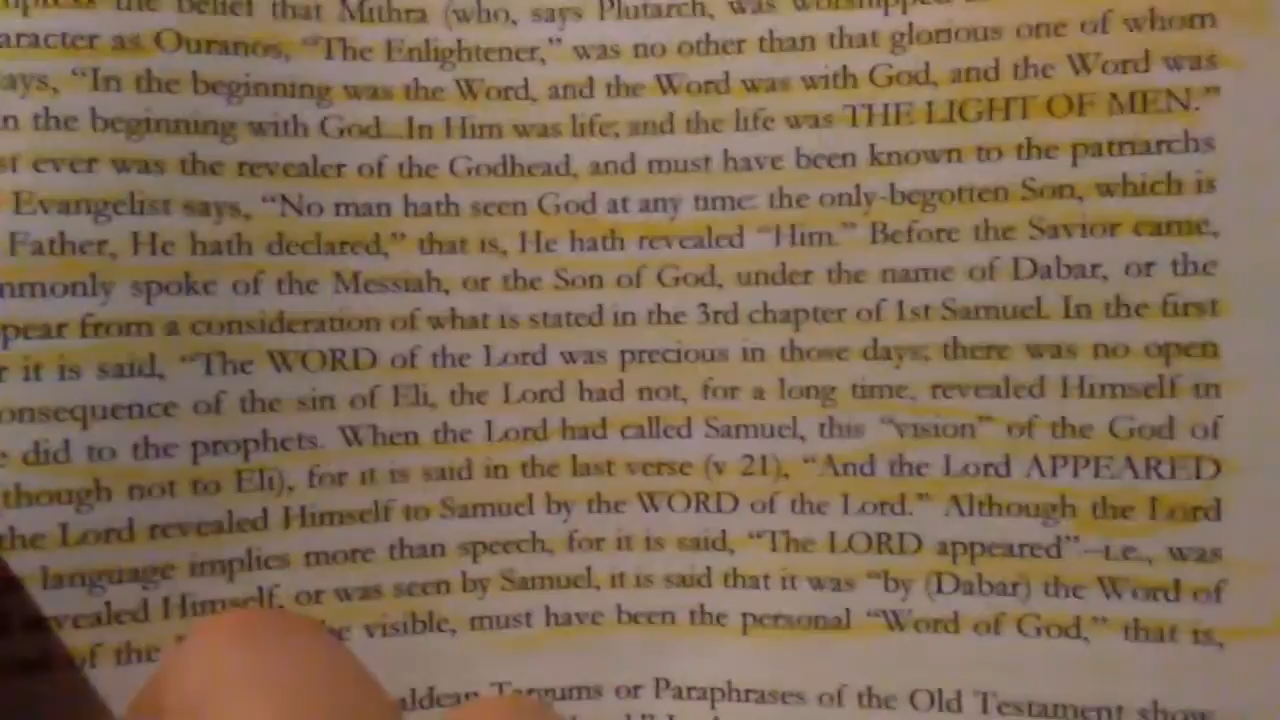 the belief that Mithra (who, says Plutarch, was worshipped
aracter as Ouranos, "The Enlightener," was no other than that glorious one of whom
ays, "In the beginning was the Word, and the Word was with God, and the Word was
n the beginning with God...In Him was life; and the life was THE LIGHT OF MEN."
st ever was the revealer of the Godhead, and must have been known to the patriarchs
Evangelist says, "No man hath seen God at any time: the only-begotten Son, which is
Father, He hath declared," that is, He hath revealed "Him." Before the Savior came,
mmonly spoke of the Messiah, or the Son of God, under the name of Dabar, or the
pear from a consideration of what is stated in the 3rd chapter of 1st Samuel. In the first
r it is said, "The WORD of the Lord was precious in those days; there was no open
onsequence of the sin of Eli, the Lord had not, for a long time, revealed Himself in
e did to the prophets. When the Lord had called Samuel, this "vision" of the God of
though not to Eli), for it is said in the last verse (v 21), "And the Lord APPEARED
the Lord revealed Himself to Samuel by the WORD of the Lord." Although the Lord
language implies more than speech, for it is said, "The LORD appeared"—i.e., was
evealed Himself, or was seen by Samuel, it is said that it was "by (Dabar) the Word of
of the visible, must have been the personal "Word of God," that is,
aldean Targums or Paraphrases of the Old Testament show